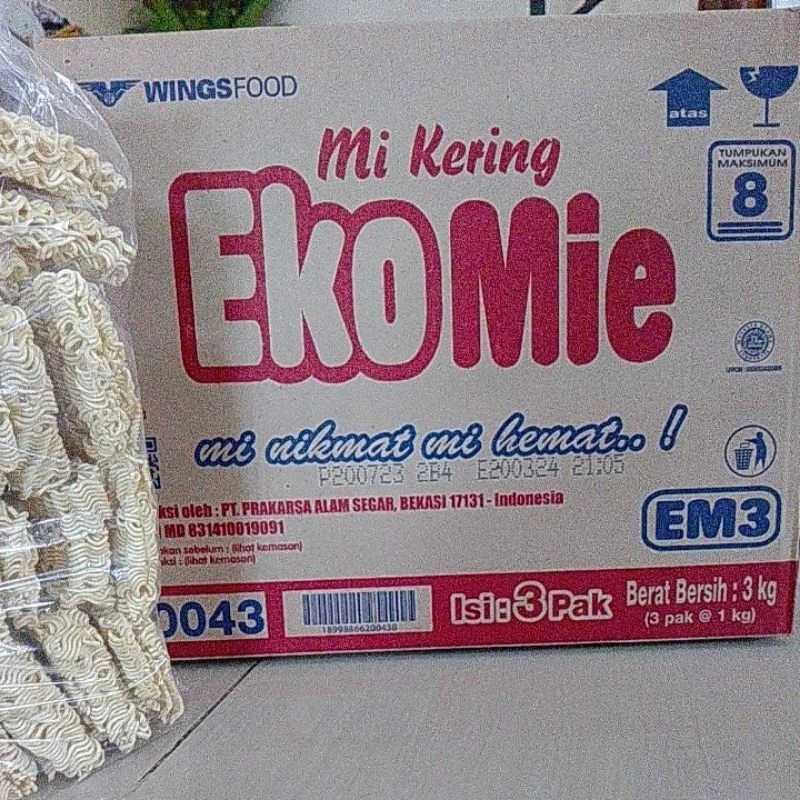 WINGSFOOD
atas
TUMPUKAN
MAKSIMUM
8
Mi Kering
EkoMie
mi nikmat mi hemat.. !
P200723 2B4 E200324 21:05
ksi oleh : PT. PRAKARSA ALAM SEGAR, BEKASI 17131 - Indonesia
MD 831410019091
akan sebelum : (lihat kemasan)
ksi : (lihat kemasan)
EM3
0043
Isi : 3 Pak
Berat Bersih : 3 kg
(3 pak @ 1 kg)